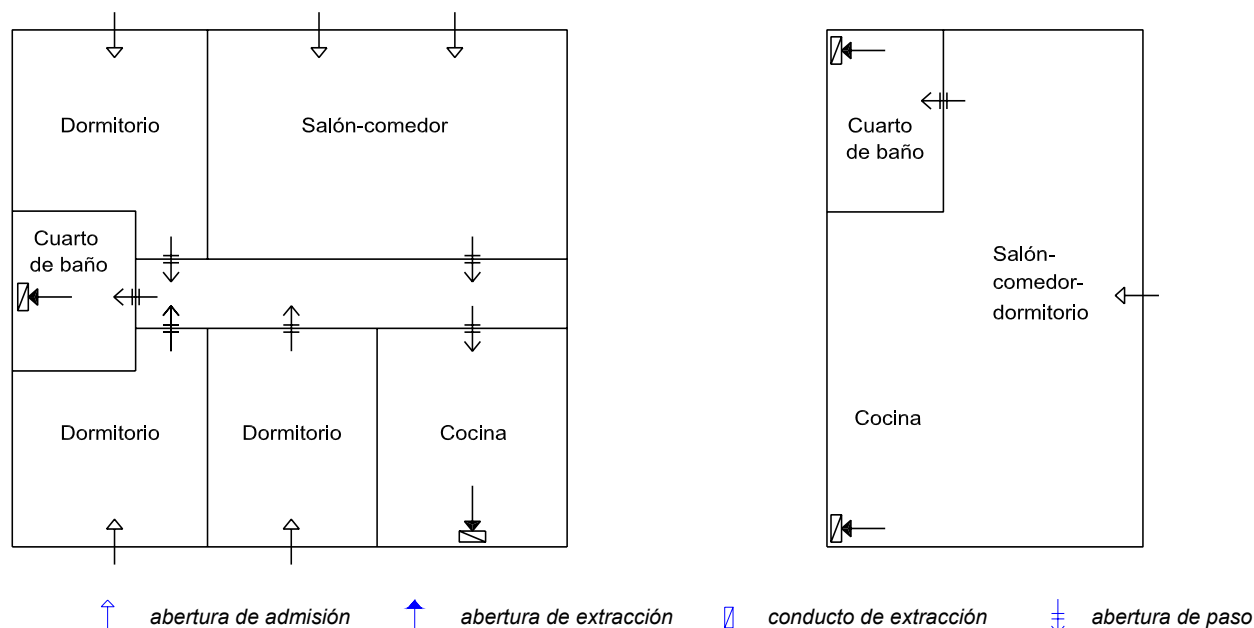 Dormitorio
Salón-comedor
Cuarto
de baño
Dormitorio
Dormitorio
Cocina
Cuarto
de baño
Salón-
comedor-
dormitorio
Cocina
abertura de admisión
abertura de extracción
conducto de extracción
abertura de paso